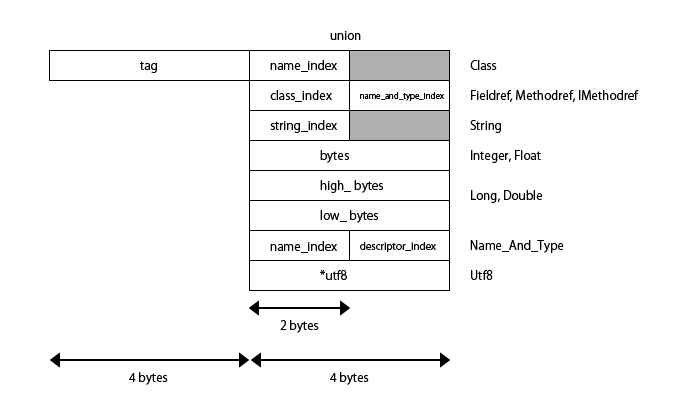 union
tag name_index Class
class_index name_and_type_index Fieldref, Methodref, IMethodref
string_index String
bytes Integer, Float
high_ bytes
Long, Double
low_ bytes
name_index descriptor_index Name_And_Type
*utf8 Utf8
2 bytes
4 bytes 4 bytes